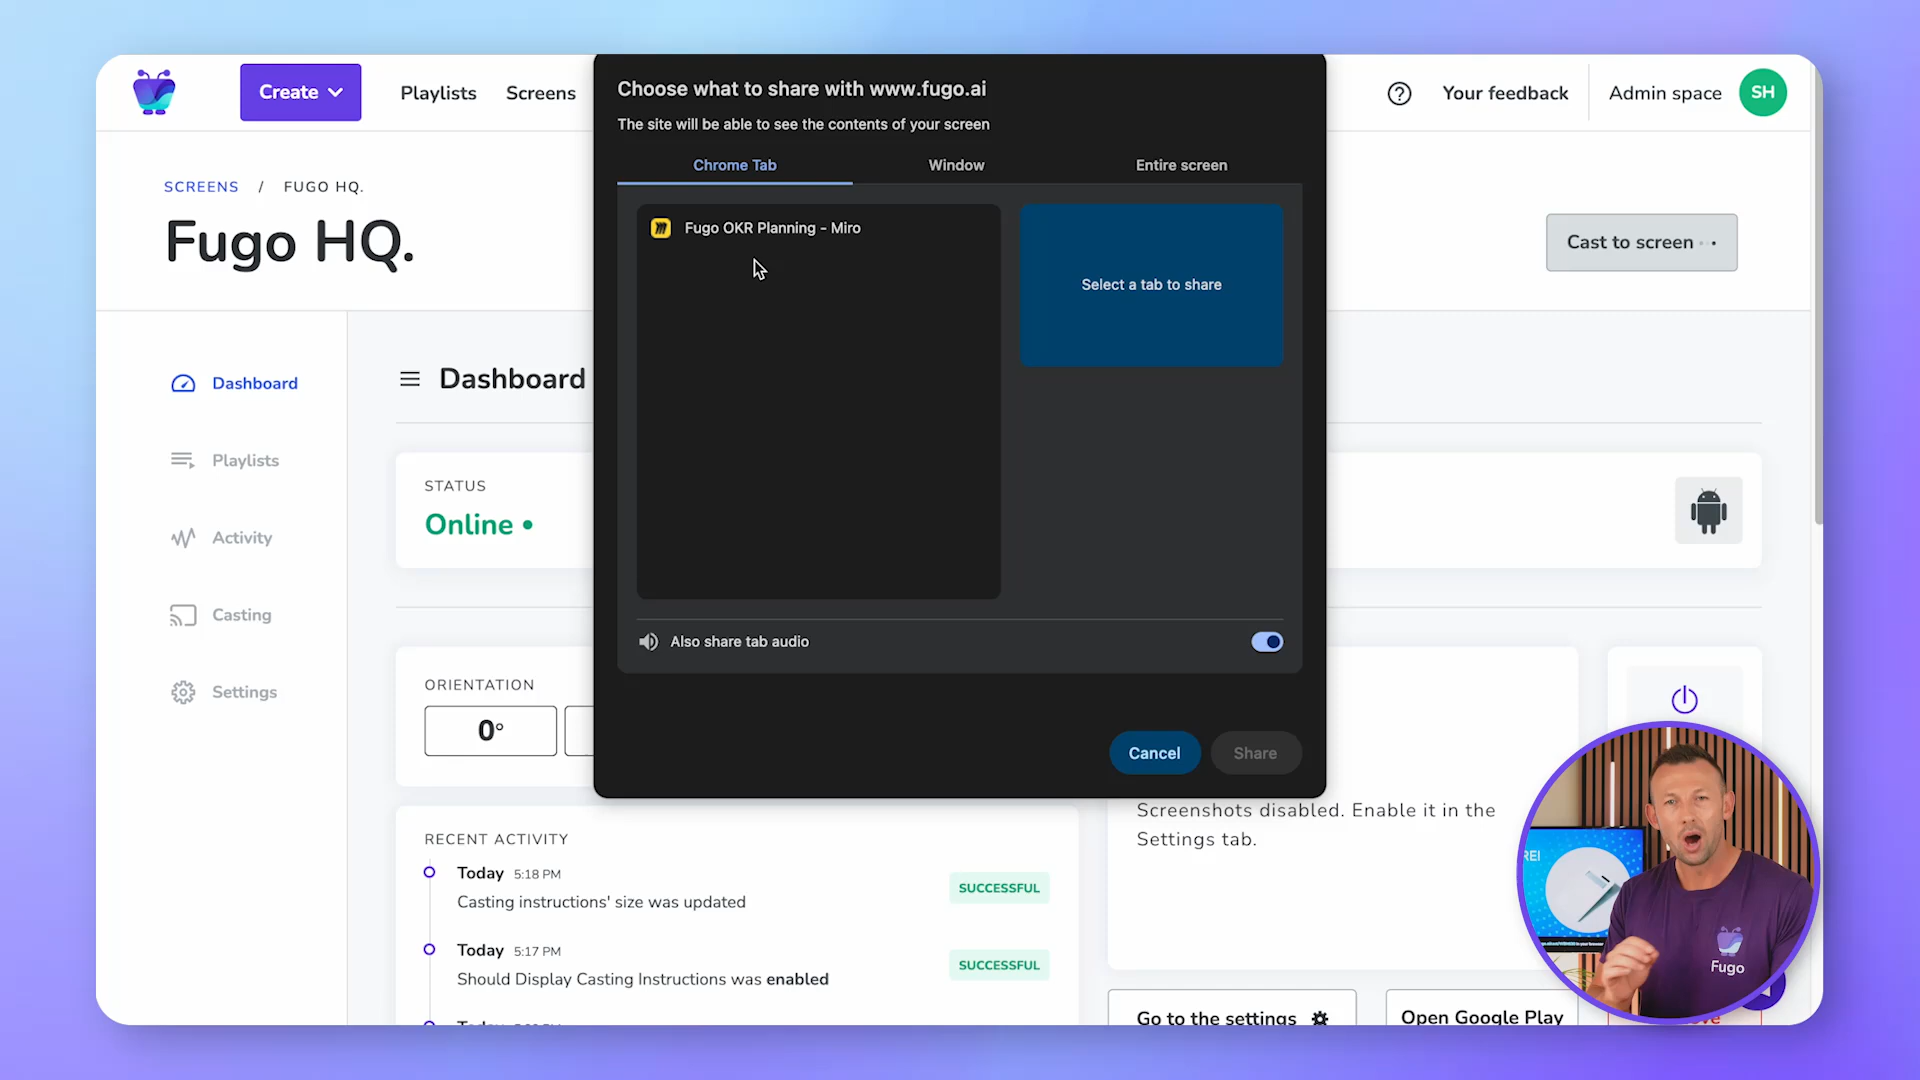 Create
Playlists
Screens
Your feedback
Admin space
SH
SCREENS / FUGO HQ.
Fugo HQ.
Cast to screen
Choose what to share with www.fugo.ai
The site will be able to see the contents of your screen
Chrome Tab
Window
Entire screen
Fugo OKR Planning - Miro
Select a tab to share
Also share tab audio
Cancel
Share
Dashboard
Playlists
Activity
Casting
Settings
Dashboard
STATUS
Online
ORIENTATION
0°
Screenshots disabled. Enable it in the
Settings tab.
RECENT ACTIVITY
Today 5:18 PM
Casting instructions' size was updated
SUCCESSFUL
Today 5:17 PM
Should Display Casting Instructions was enabled
SUCCESSFUL
Go to the settings
Open Google Play
Fugo